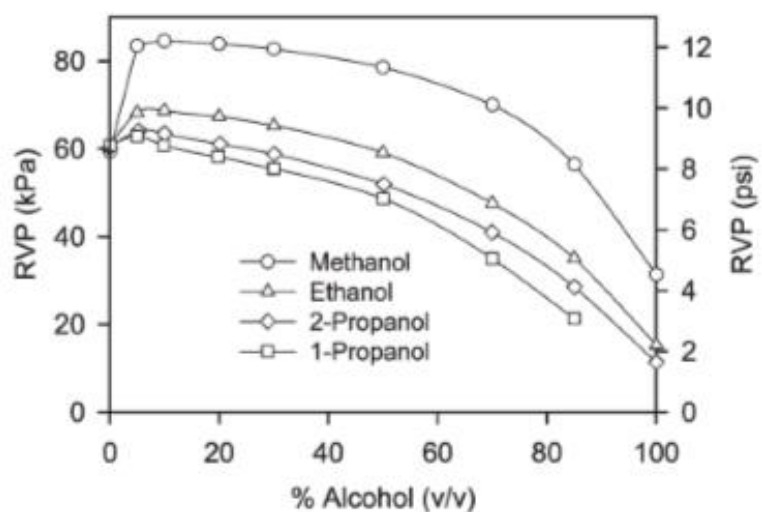 80
60
40
20
0
RVP (kPa)
12
10
8
6
4
2
0
RVP (psi)
Methanol
Ethanol
2-Propanol
1-Propanol
0 20 40 60 80 100
% Alcohol (v/v)